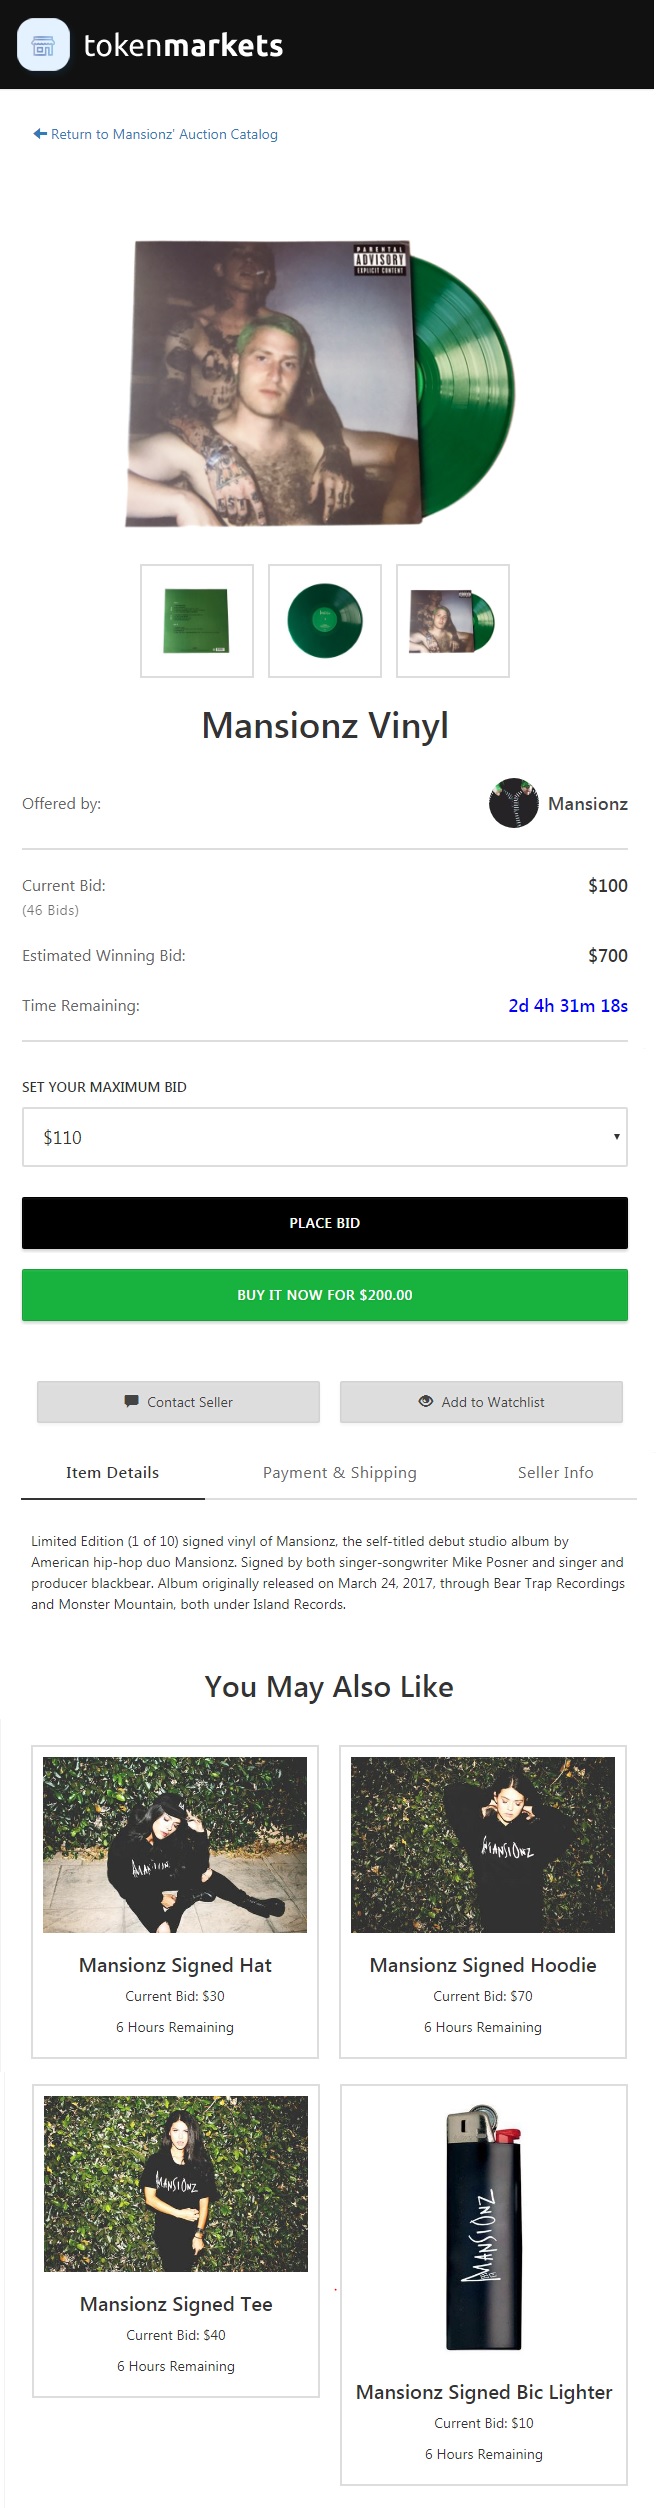 tokenmarkets
Return to Mansionz' Auction Catalog
PARENTAL
ADVISORY
EXPLICIT CONTENT
Mansionz Vinyl
Offered by:
Mansionz
Current Bid:
$100
(46 Bids)
Estimated Winning Bid:
$700
Time Remaining:
2d 4h 31m 18s
SET YOUR MAXIMUM BID
$110
PLACE BID
BUY IT NOW FOR $200.00
Contact Seller
Add to Watchlist
Item Details
Payment & Shipping
Seller Info
Limited Edition (1 of 10) signed vinyl of Mansionz, the self-titled debut studio album by
American hip-hop duo Mansionz. Signed by both singer-songwriter Mike Posner and singer and
producer blackbear. Album originally released on March 24, 2017, through Bear Trap Recordings
and Monster Mountain, both under Island Records.
You May Also Like
MANSIONZ
Mansionz Signed Hat
Current Bid: $30
6 Hours Remaining
MANSIONZ
Mansionz Signed Hoodie
Current Bid: $70
6 Hours Remaining
MANSIONZ
Mansionz Signed Tee
Current Bid: $40
6 Hours Remaining
MANSIONZ
Mansionz Signed Bic Lighter
Current Bid: $10
6 Hours Remaining